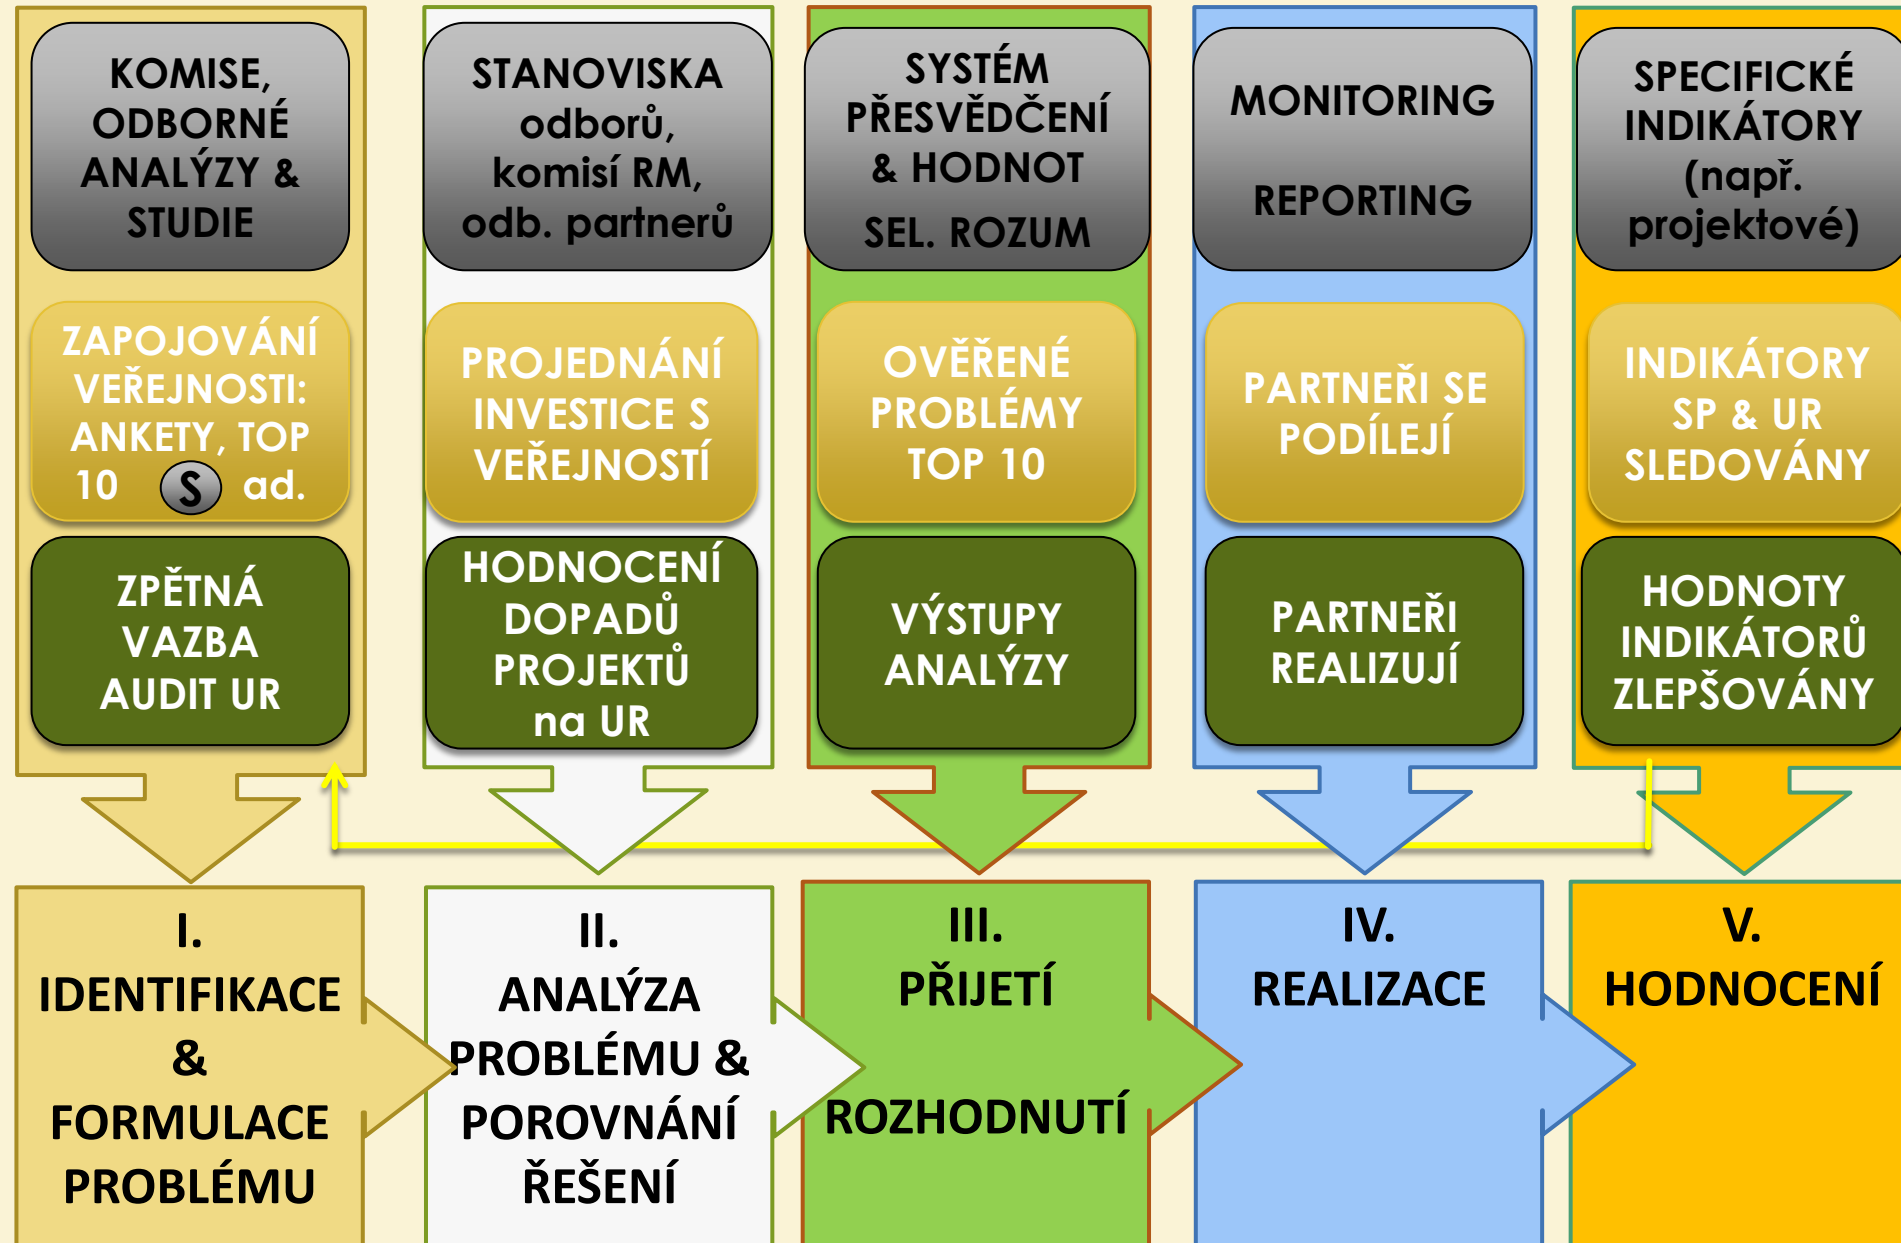 KOMISE,
ODBORNÉ
ANALÝZY &
STUDIE
STANOVISKA
odborů,
komisí RM,
odb. partnerů
SYSTÉM
PŘESVĚDČENÍ
& HODNOT
SEL. ROZUM
MONITORING
REPORTING
SPECIFICKÉ
INDIKÁTORY
(např.
projektové)
ZAPOJOVÁNÍ
VEŘEJNOSTI:
ANKETY, TOP
10 S ad.
PROJEDNÁNÍ
INVESTICE S
VEŘEJNOSTÍ
OVĚŘENÉ
PROBLÉMY
TOP 10
PARTNEŘI SE
PODÍLEJÍ
INDIKÁTORY
SP & UR
SLEDOVÁNY
ZPĚTNÁ
VAZBA
AUDIT UR
HODNOCENÍ
DOPADŮ
PROJEKTŮ
na UR
VÝSTUPY
ANALÝZY
PARTNEŘI
REALIZUJÍ
HODNOTY
INDIKÁTORŮ
ZLEPŠOVÁNY
I.
IDENTIFIKACE
&
FORMULACE
PROBLÉMU
II.
ANALÝZA
PROBLÉMU &
POROVNÁNÍ
ŘEŠENÍ
III.
PŘIJETÍ
ROZHODNUTÍ
IV.
REALIZACE
V.
HODNOCENÍ